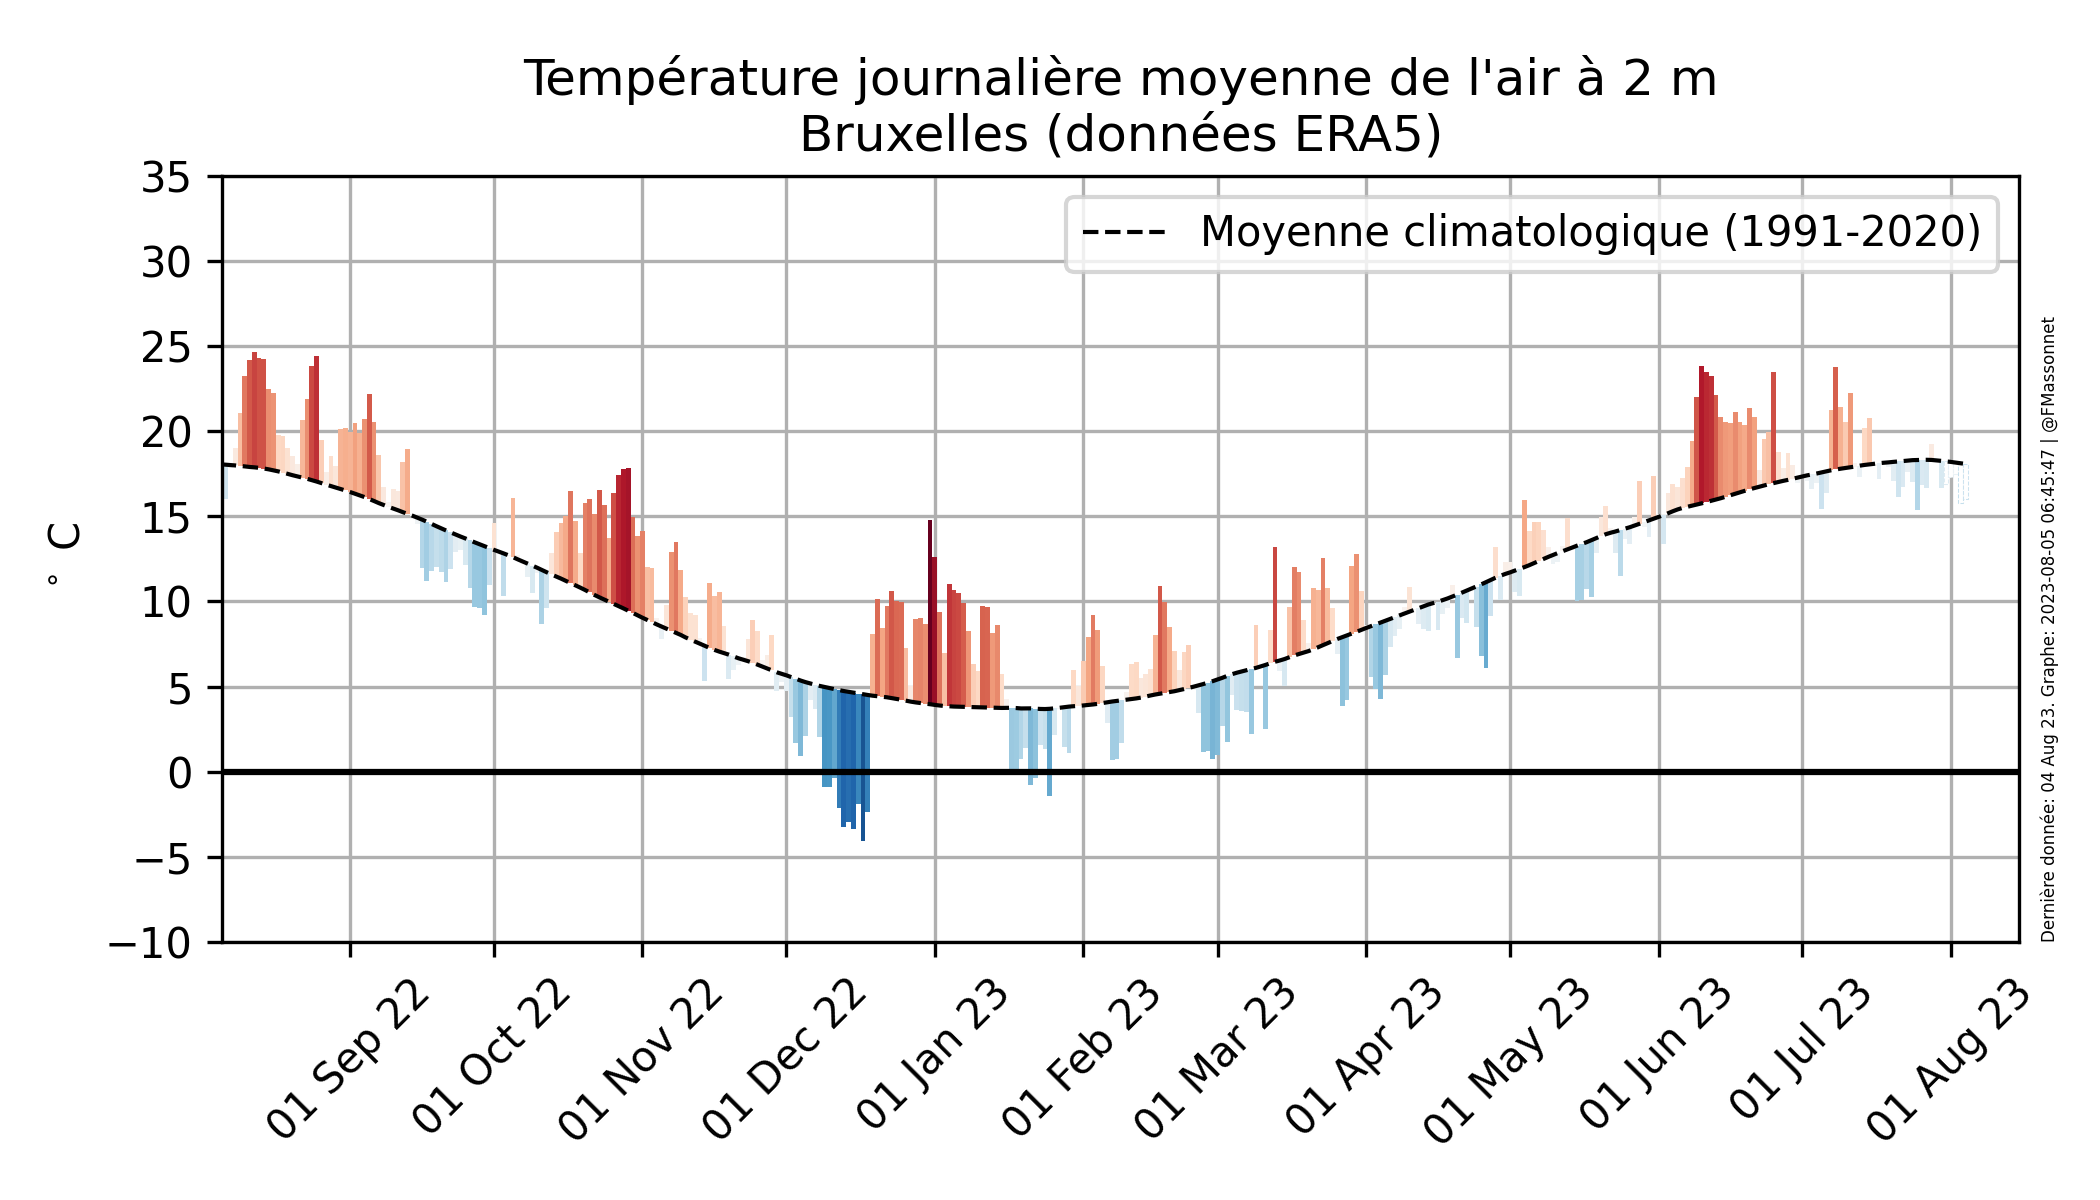 Température journalière moyenne de l'air à 2 m
Bruxelles (données ERA5)
Moyenne climatologique (1991-2020)
35
30
25
20
15
10
5
0
−5
−10
° C
01 Sep 22
01 Oct 22
01 Nov 22
01 Dec 22
01 Jan 23
01 Feb 23
01 Mar 23
01 Apr 23
01 May 23
01 Jun 23
01 Jul 23
01 Aug 23
Dernière donnée: 04 Aug 23. Graphe: 2023-08-05 06:45:47 | @FMassonnet